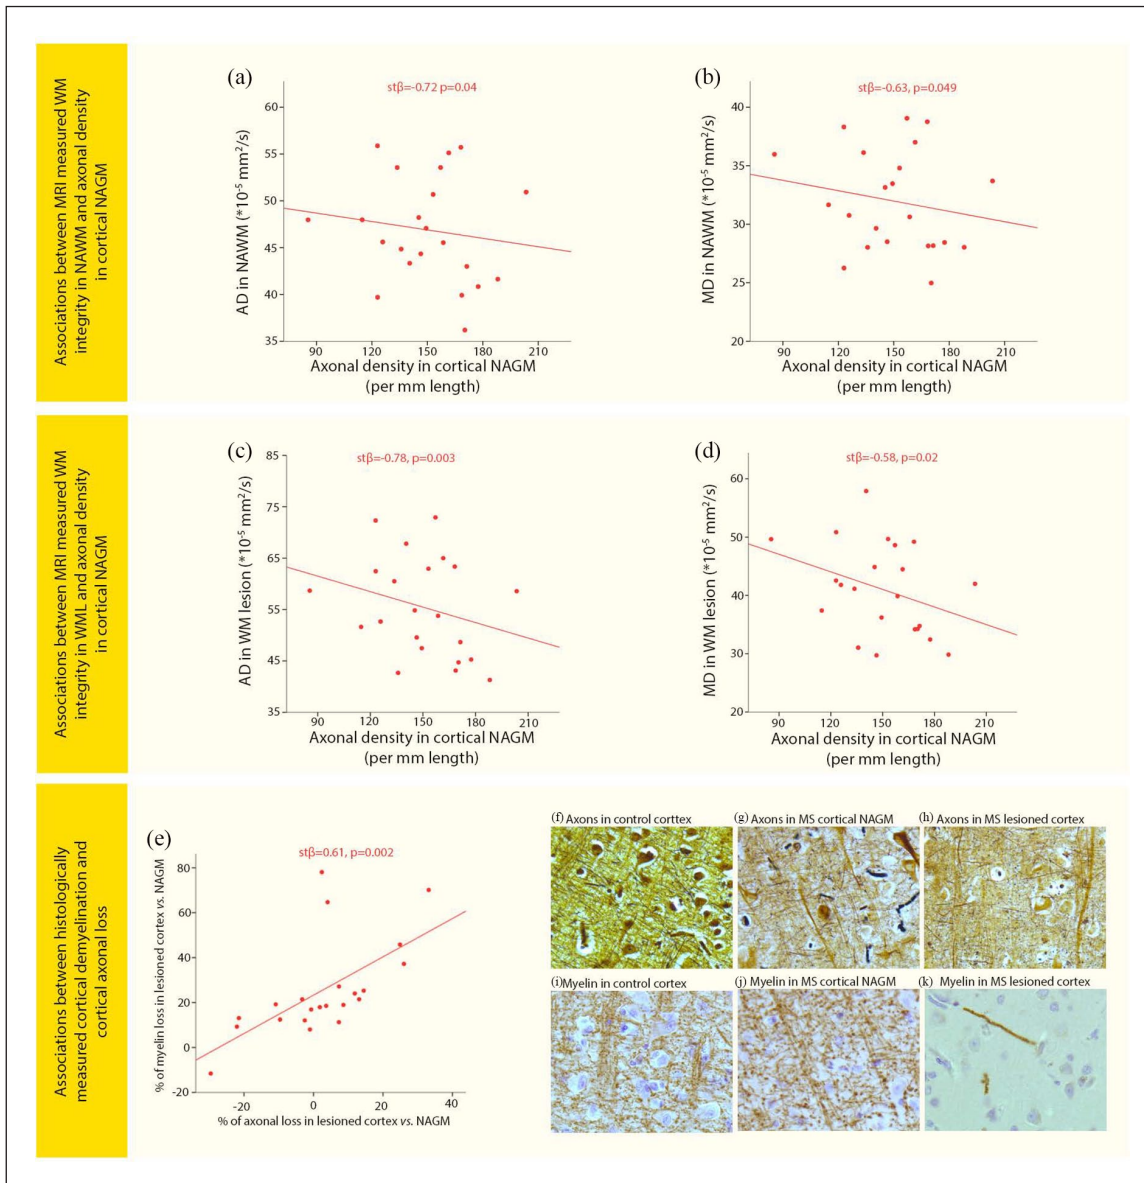 Associations between MRI measured WM
integrity in NAWM and axonal density
in cortical NAGM
(a)
stβ=-0.72 p=0.04
AD in NAWM (*10-5 mm2/s)
60
55
50
45
40
35
90 120 150 180 210
Axonal density in cortical NAGM
(per mm length)
(b)
stβ=-0.63, p=0.049
MD in NAWM (*10-5 mm2/s)
40
35
30
25
20
90 120 150 180 210
Axonal density in cortical NAGM
(per mm length)
Associations between MRI measured WM
integrity in WML and axonal density
in cortical NAGM
(c)
stβ=-0.78, p=0.003
AD in WM lesion (*10-5 mm2/s)
85
75
65
55
45
35
90 120 150 180 210
Axonal density in cortical NAGM
(per mm length)
(d)
stβ=-0.58, p=0.02
MD in WM lesion (*10-5 mm2/s)
60
50
40
30
20
90 120 150 180 210
Axonal density in cortical NAGM
(per mm length)
Associations between histologically
measured cortical demyelination and
cortical axonal loss
(e)
stβ=0.61, p=0.002
% of myelin loss in lesioned cortex vs. NAGM
80
60
40
20
0
-20
-20 0 20 40
% of axonal loss in lesioned cortex vs. NAGM
(f) Axons in control corttex
(g) Axons in MS cortical NAGM
(h) Axons in MS lesioned cortex
(i) Myelin in control cortex
(j) Myelin in MS cortical NAGM
(k) Myelin in MS lesioned cortex